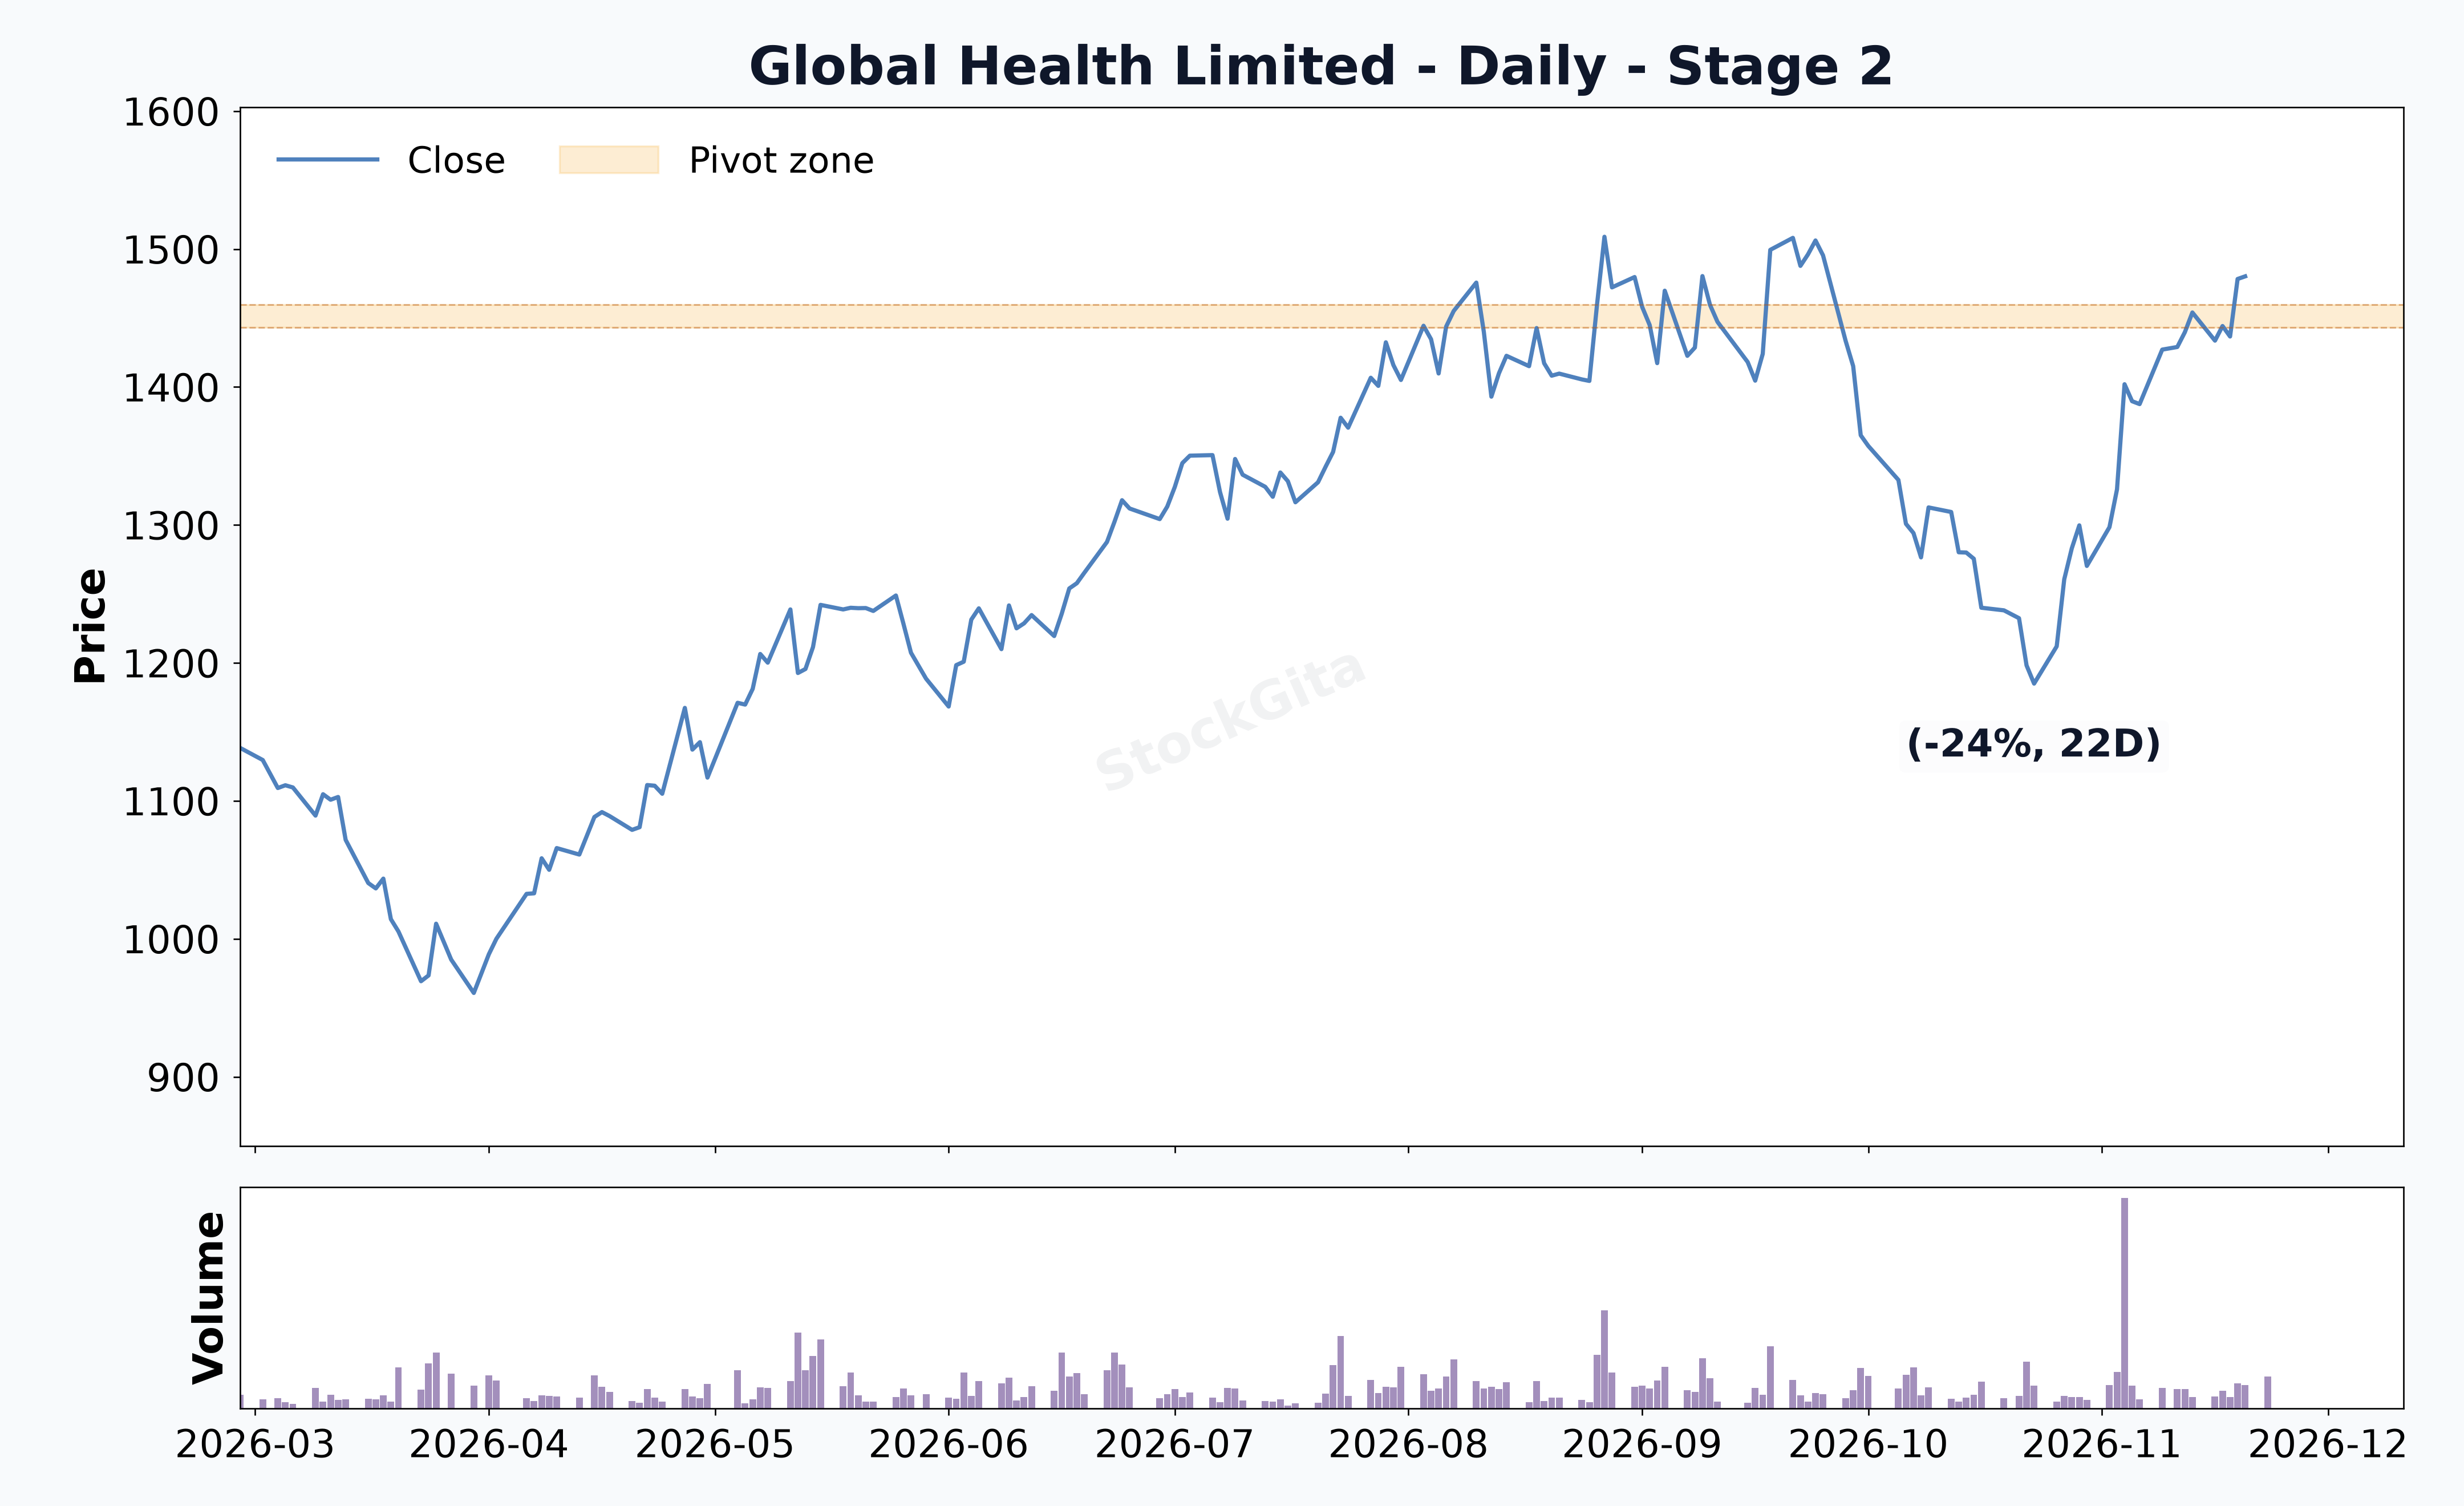 Global Health Limited - Daily - Stage 2
1600
Close
Pivot zone
1500
1400
1300
Price
1200
StockGita
(-24%, 22D)
1100
1000
900
Volume
2026-03 2026-04 2026-05 2026-06 2026-07 2026-08 2026-09 2026-10 2026-11 2026-12